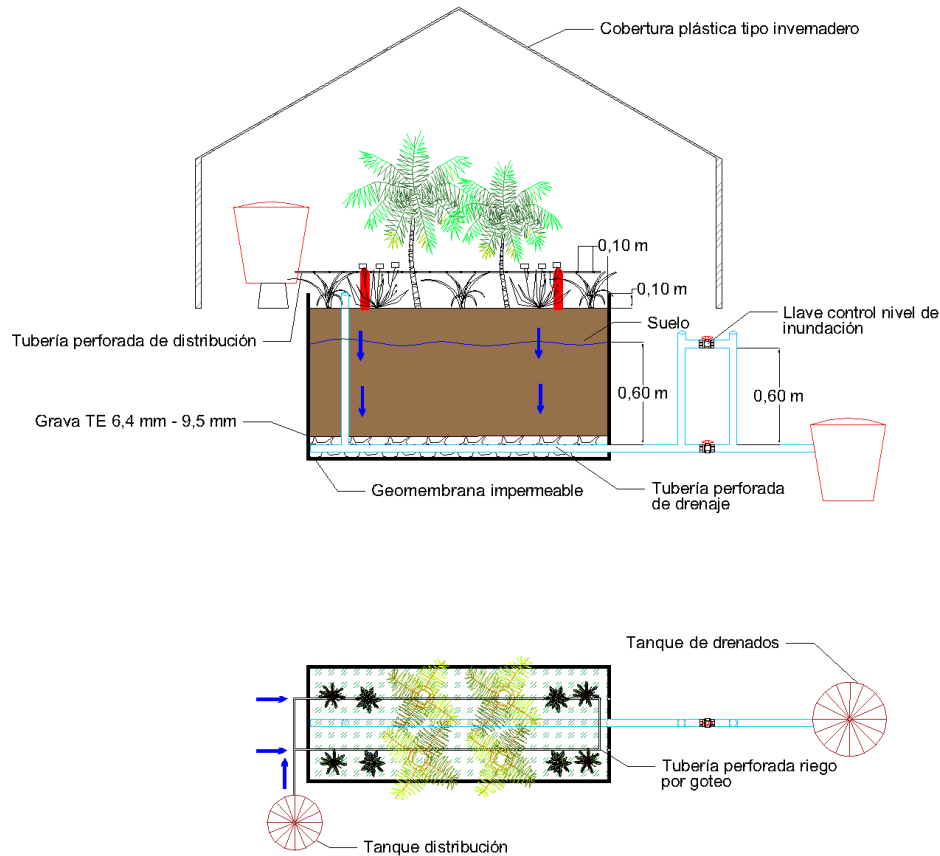 Cobertura plástica tipo invernadero
0,10 m
0,10 m
Llave control nivel de
inundación
Suelo
Tubería perforada de distribución
0,60 m
0,60 m
Grava TE 6,4 mm - 9,5 mm
Geomembrana impermeable
Tubería perforada
de drenaje
Tanque de drenados
Tubería perforada riego
por goteo
Tanque distribución